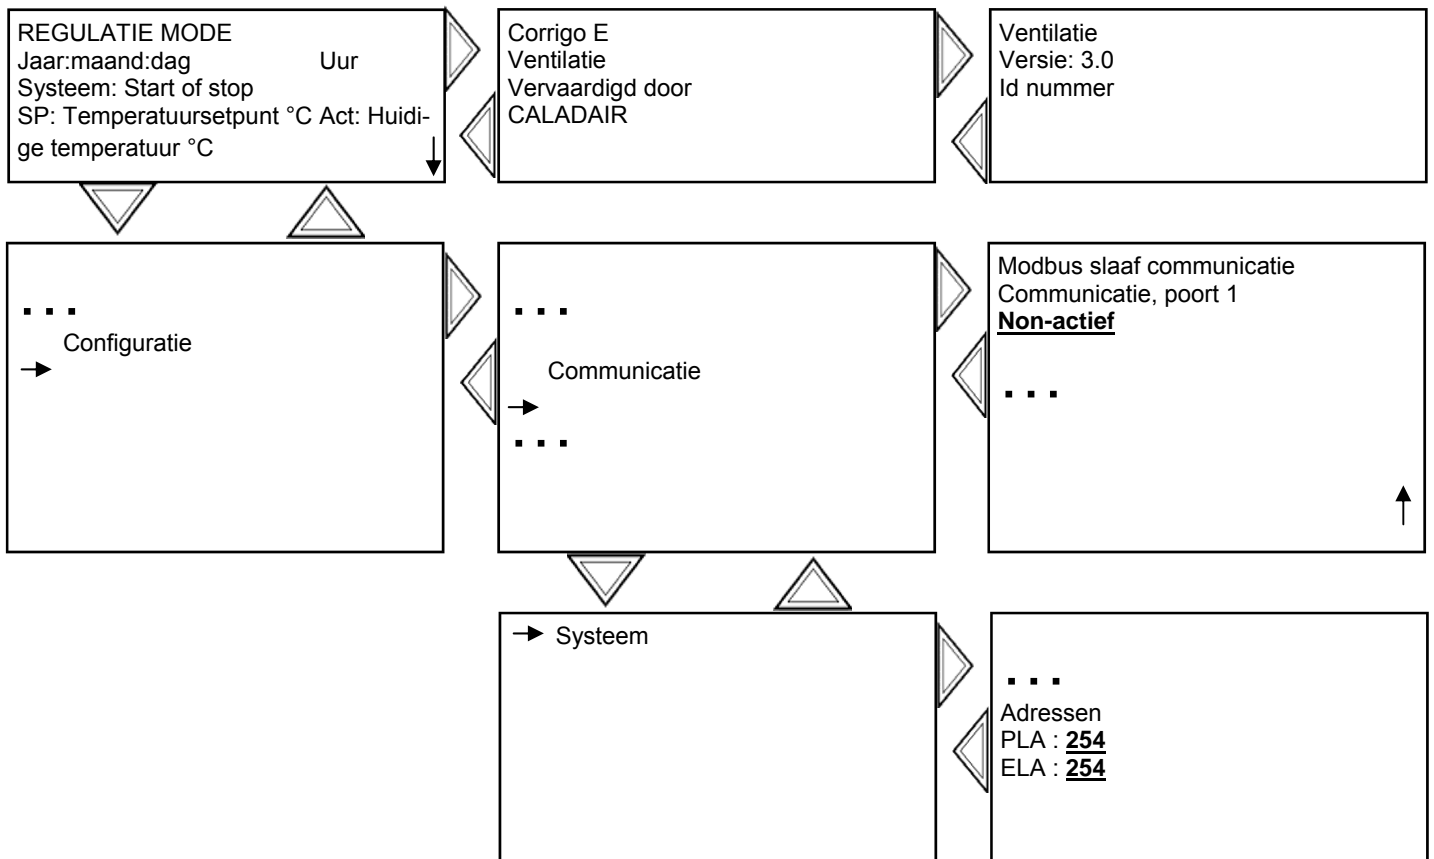 REGULATIE MODE
Jaar:maand:dag Uur
Systeem: Start of stop
SP: Temperatuursetpunt °C Act: Huidi-
ge temperatuur °C
Corrigo E
Ventilatie
Vervaardigd door
CALADAIR
Ventilatie
Versie: 3.0
Id nummer
...
Configuratie
...
Communicatie
...
Modbus slaaf communicatie
Communicatie, poort 1
Non-actief
...
Systeem
...
Adressen
PLA : 254
ELA : 254